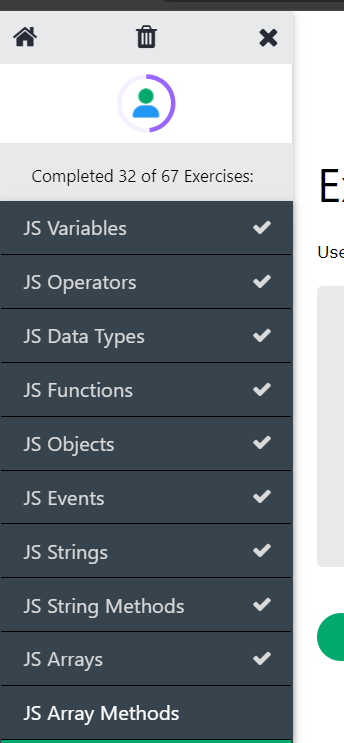 Completed 32 of 67 Exercises:
JS Variables
JS Operators
JS Data Types
JS Functions
JS Objects
JS Events
JS Strings
JS String Methods
JS Arrays
JS Array Methods
Use